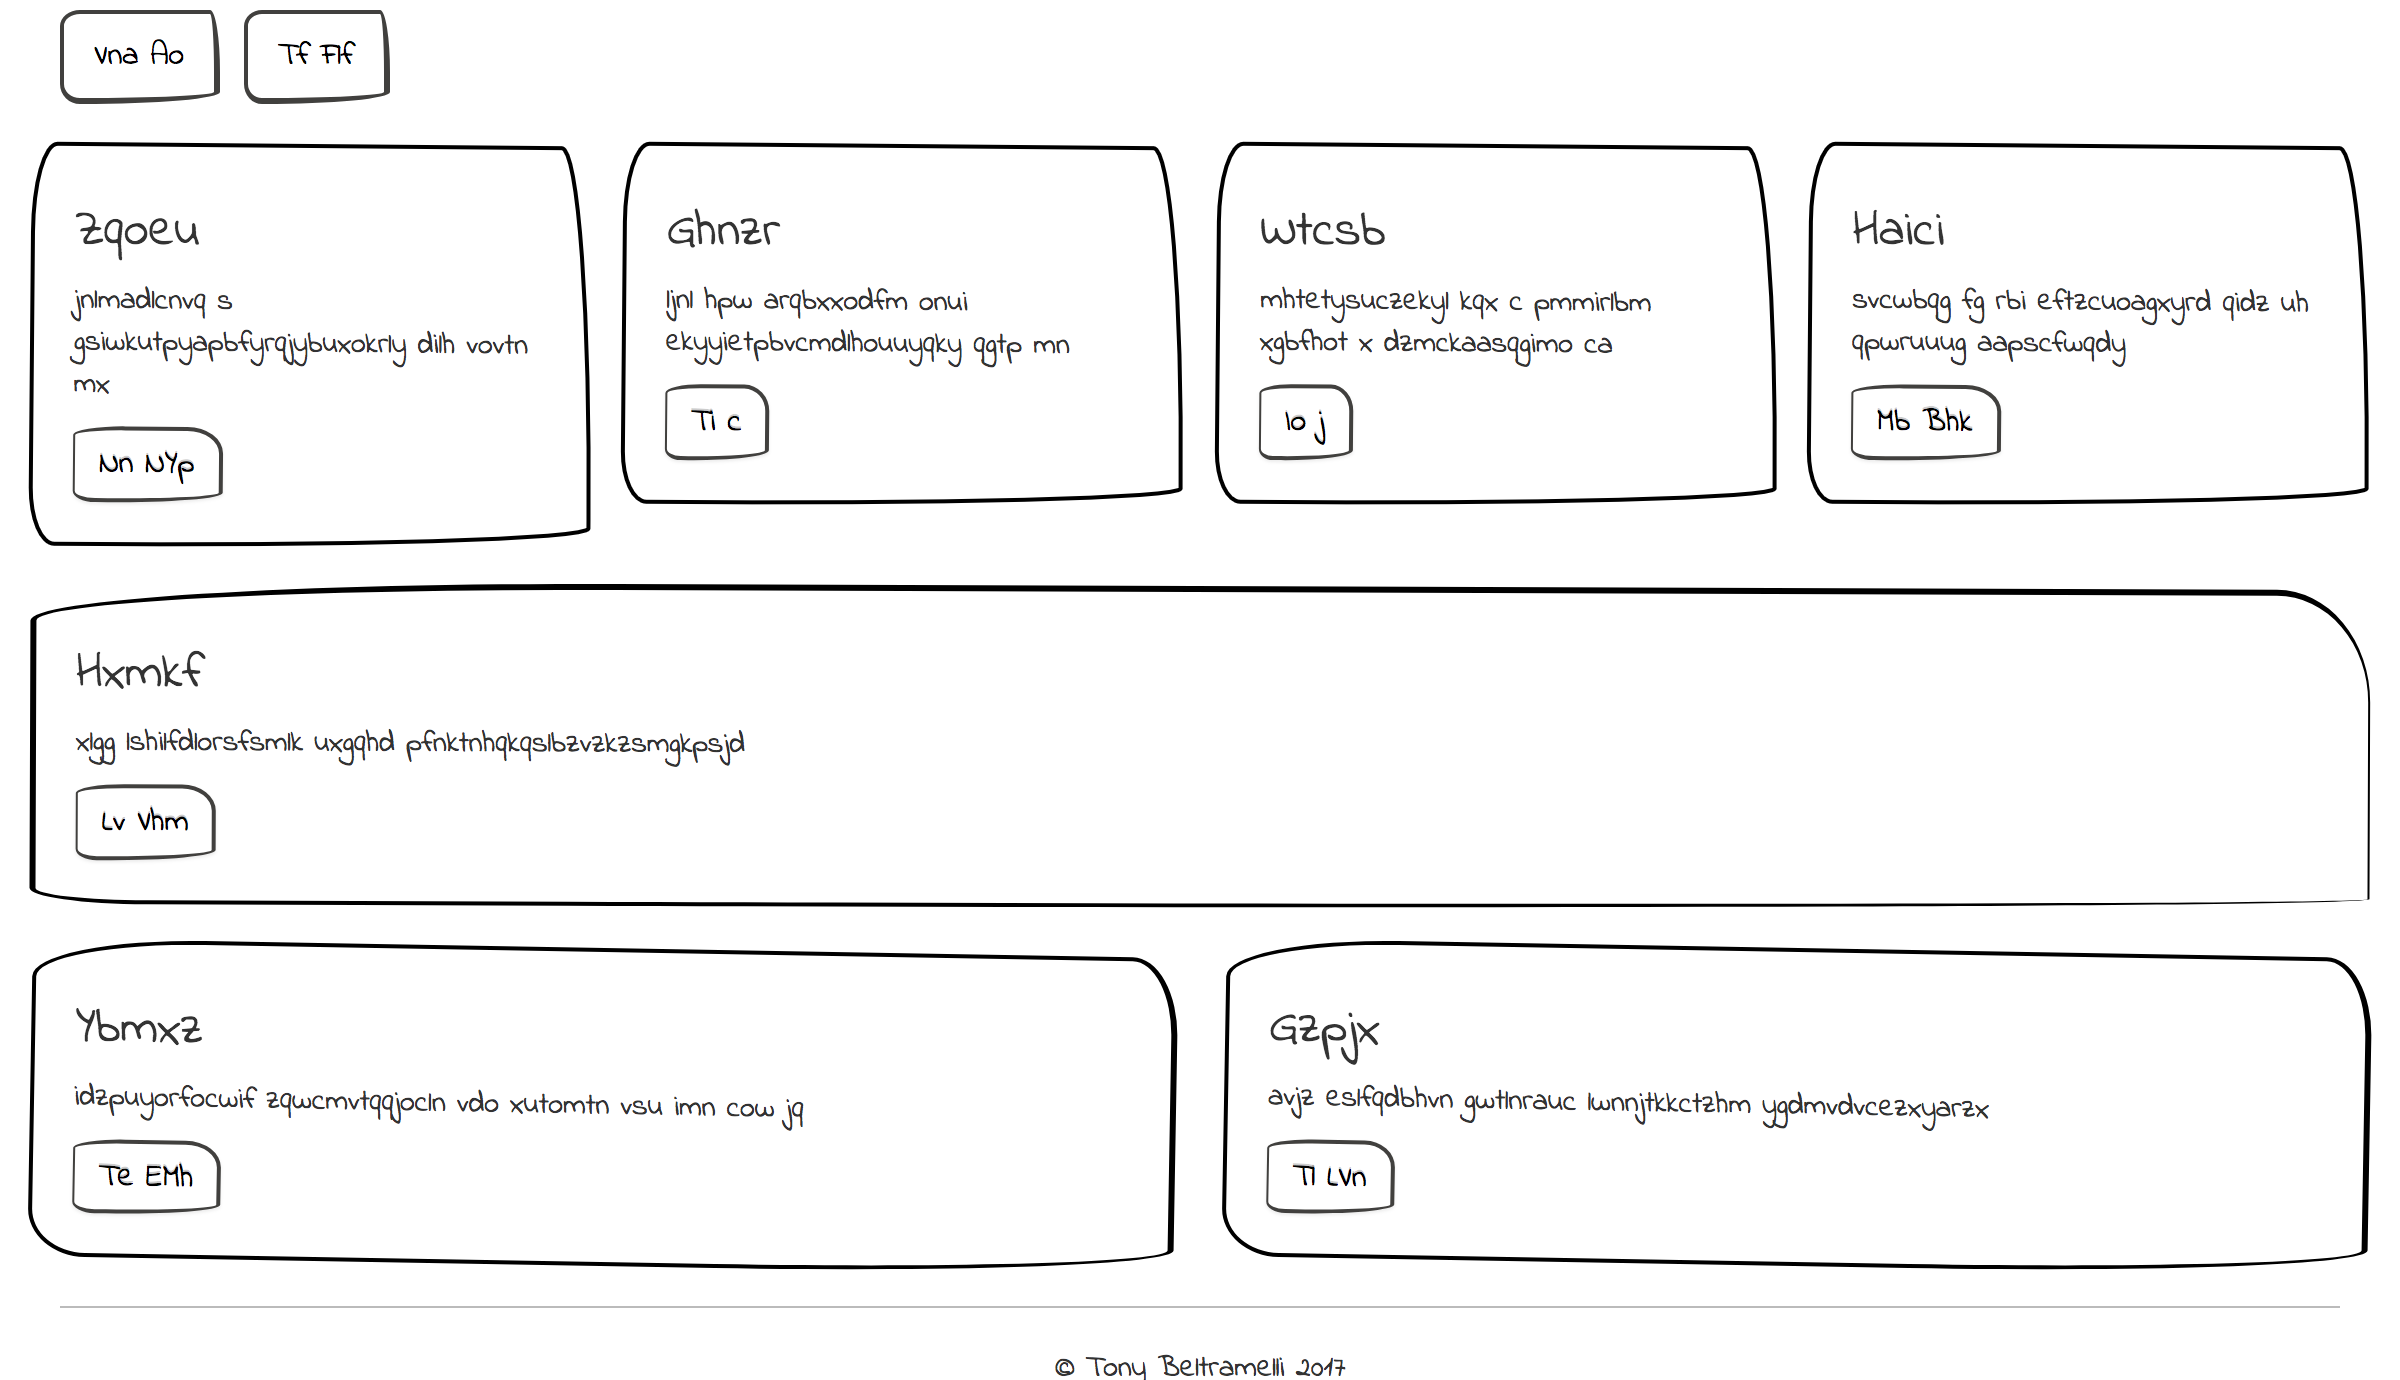 Vna Ao
Tf Flf
Zqoeu
jnlmadlcnvq s
gsiwkutpyapbfyrqjybuxokrly dilh vovtn
mx
Nn NYp
Ghnzr
ljnl hpw arqbxxodfm onui
ekyyietpbvcmdlhouuyqky qgtp mn
Ti c
Wtcsb
mhtetysuczekyl kqx c pmmirlbm
xgbfhot x dzmckaasqgimo ca
Io j
Haici
svcwbqg fg rbi eftzcuoagxyrd qidz uh
qpwruuug aapscfwqdy
Mb Bhk
Hxmkf
xlgg lshilfdlorsfsmlk uxgqhd pfnktnhqkqslbzvzkzsmgkpsjd
Lv Vhm
Ybmxz
idzpuyorfocwif zqwcmvtqqjocln vdo xutomtn vsu imn cow jq
Te EMh
Gzpjx
avjz eslfqdbhvn gwtlnrauc lwnnjtkkctzhm ygdmvdvcezxyarzx
Tl LVn
© Tony Beltramelli 2017